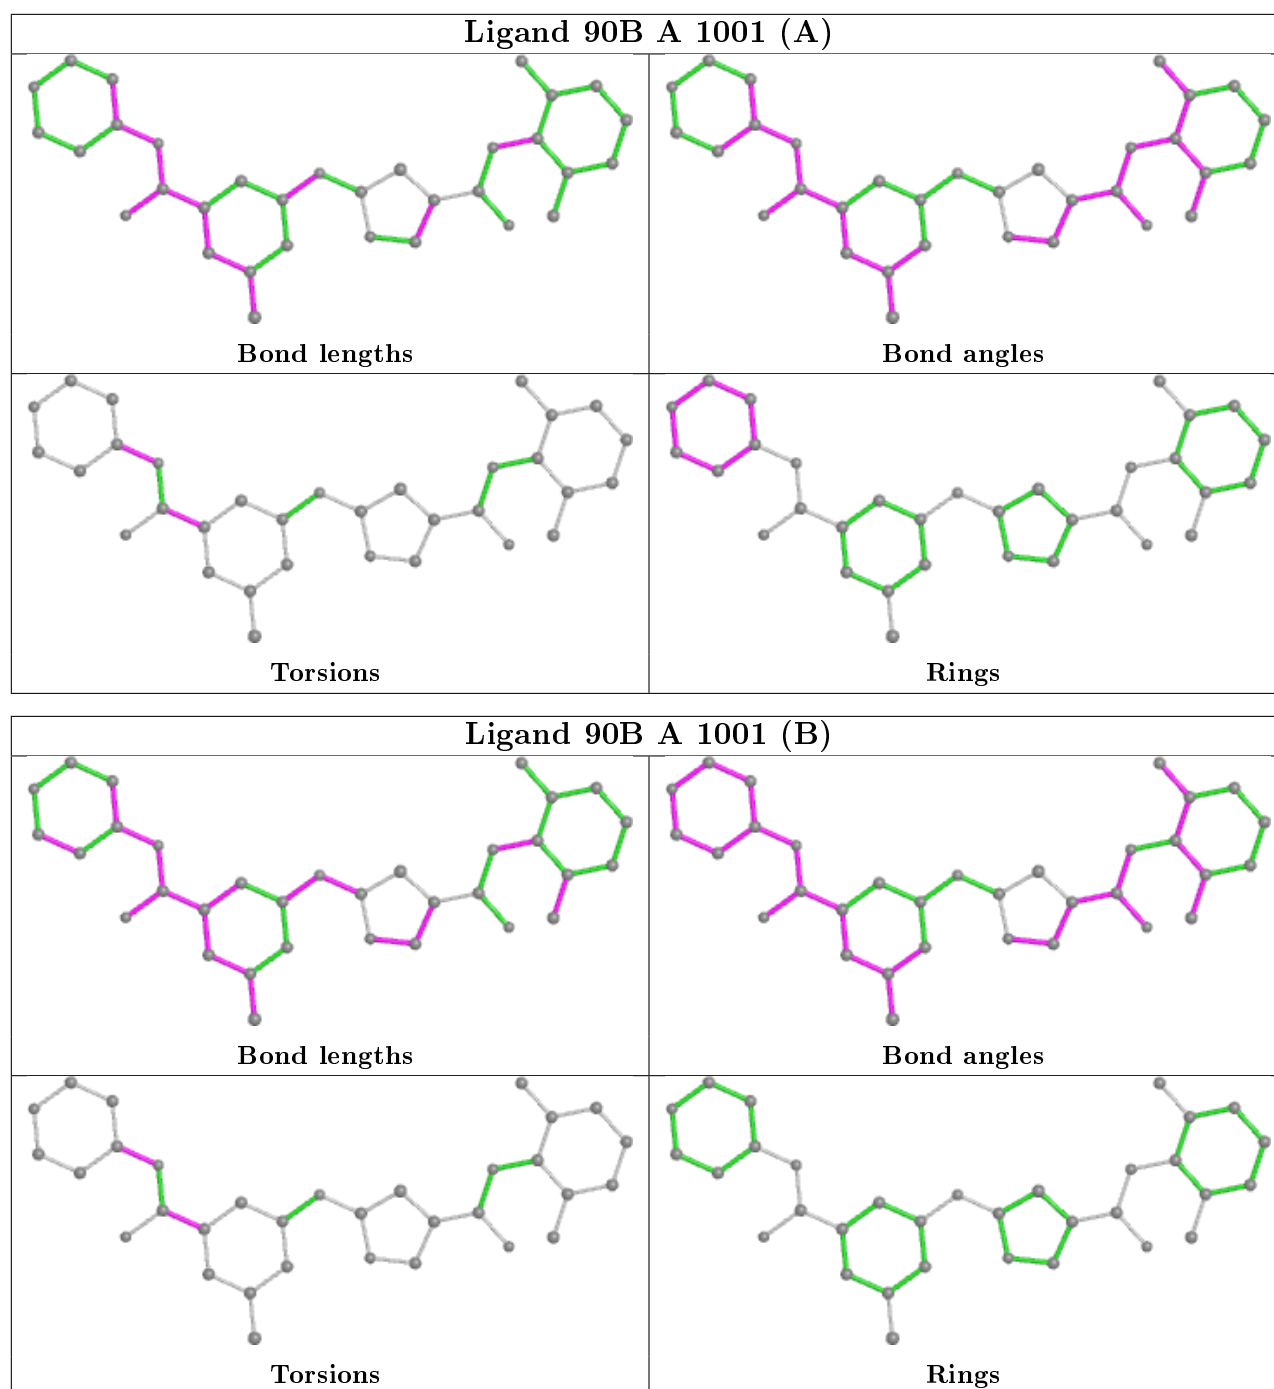 Ligand 90B A 1001 (A)
Bond lengths
Bond angles
Torsions
Rings
Ligand 90B A 1001 (B)
Bond lengths
Bond angles
Torsions
Rings